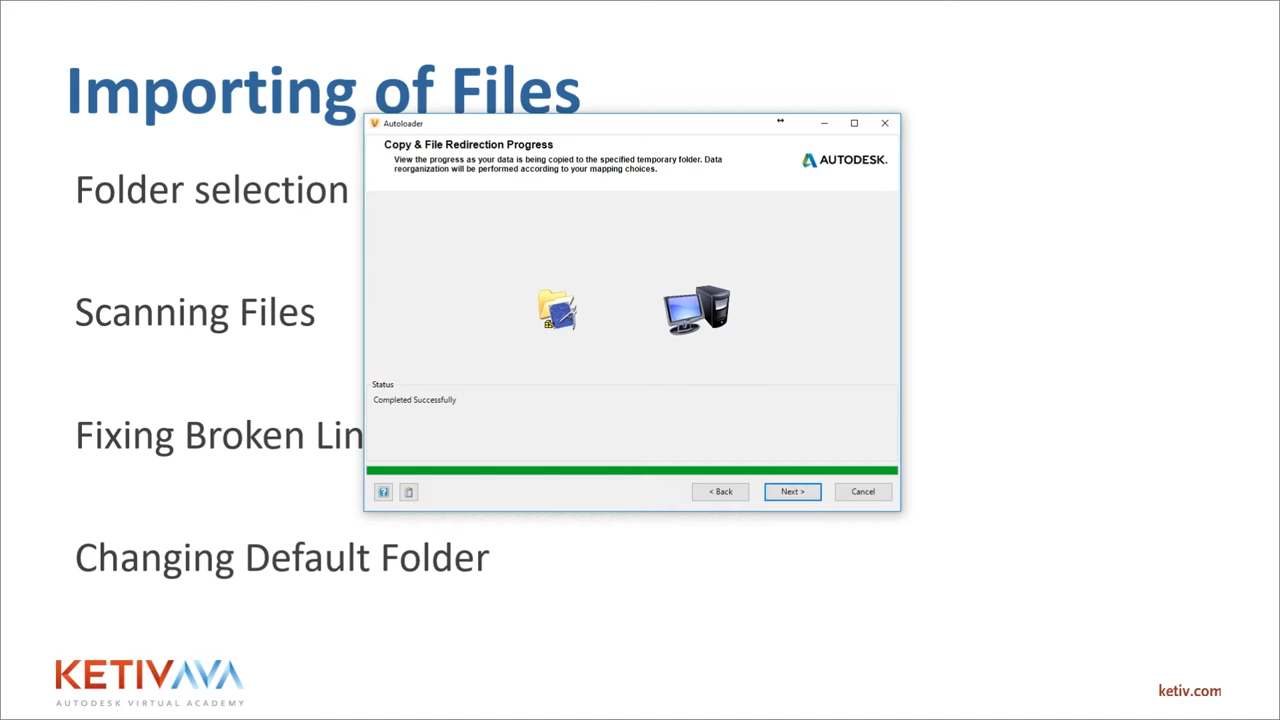 Importing of Files
Folder selection
Scanning Files
Fixing Broken Lin
Changing Default Folder
Autoloader
Copy & File Redirection Progress
View the progress as your data is being copied to the specified temporary folder. Data
reorganization will be performed according to your mapping choices.
AUTODESK.
Status
Completed Successfully
< Back
Next >
Cancel
KETIVAVA
AUTODESK VIRTUAL ACADEMY
ketiv.com